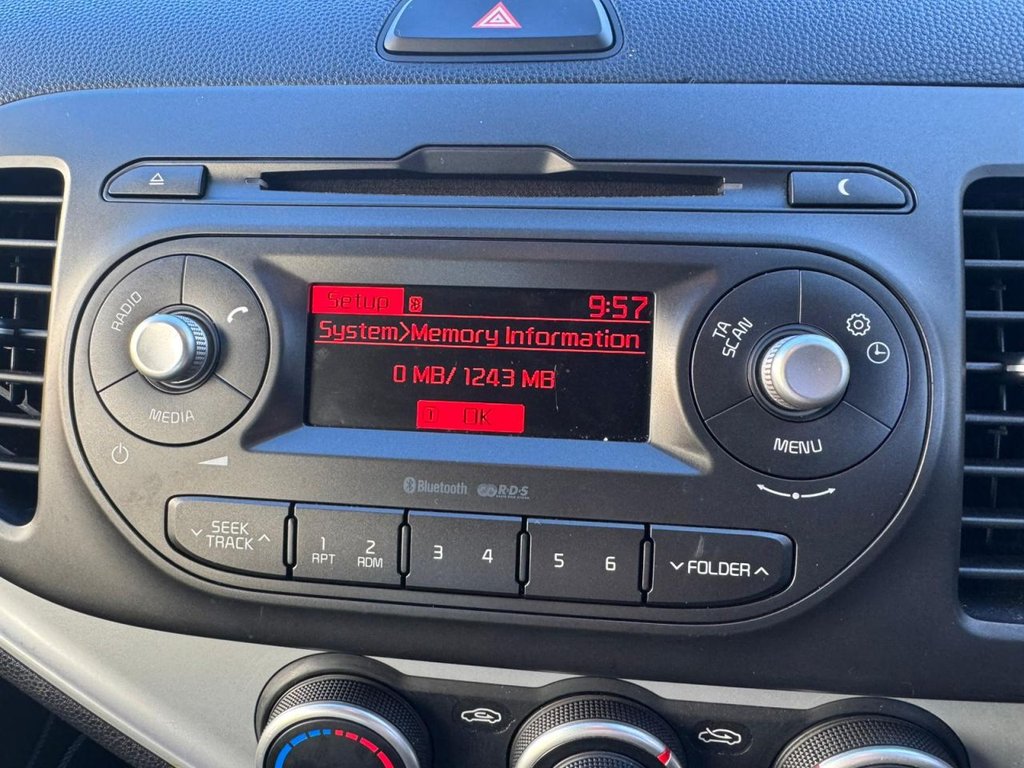 RADIO
MEDIA
Setup 9:57
System>Memory Information
0 MB/ 1243 MB
1 OK
TA
SCAN
MENU
Bluetooth R·D·S
SEEK
TRACK
1 2
RPT RDM
3 4
5 6
FOLDER